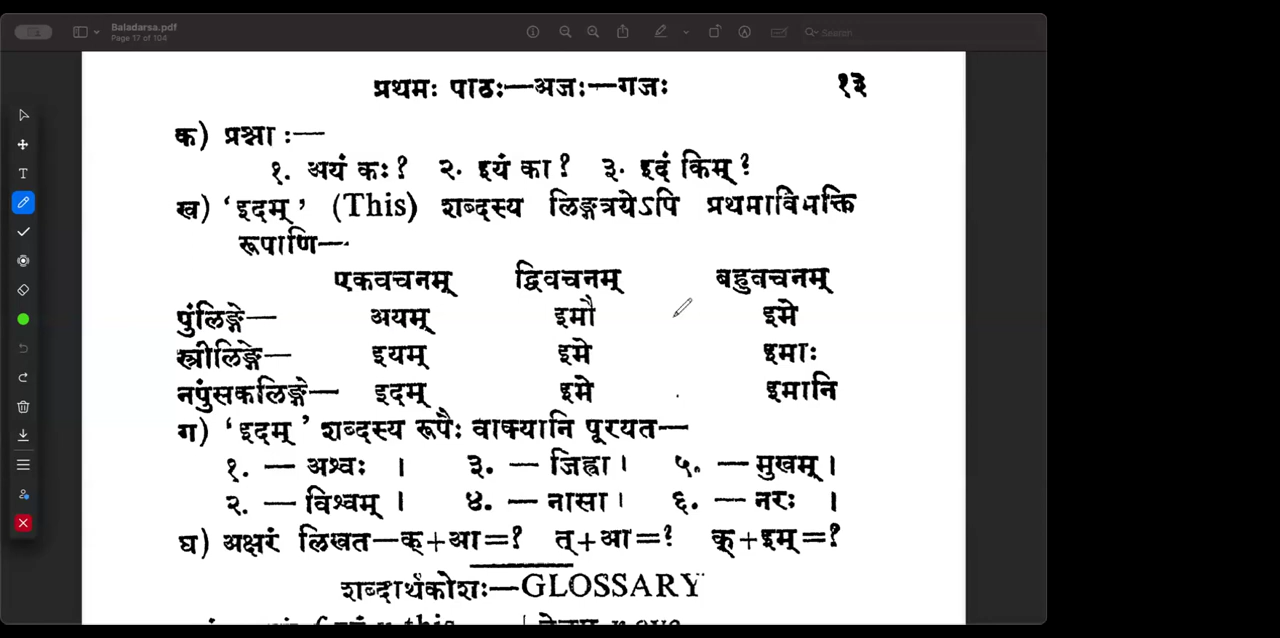 Baladarsa.pdf
Page 17 of 104
Search
प्रथमः पाठः—अजः—गजः १३
क) प्रश्नाः—
१. अयं कः? २. इयं का? ३. इदं किम्?
ख) ‘इदम्’ (This) शब्दस्य लिङ्गत्रयेऽपि प्रथमाविभक्ति
रूपाणि—
एकवचनम् द्विवचनम् बहुवचनम्
पुंलिङ्गे— अयम् इमौ इमे
स्त्रीलिङ्गे— इयम् इमे इमाः
नपुंसकलिङ्गे— इदम् इमे इमानि
ग) ‘इदम्’ शब्दस्य रूपैः वाक्यानि पूरयत—
१. — अश्वः । ३. — जिह्वा । ५. — मुखम् ।
२. — विश्वम् । ४. — नासा । ६. — नरः ।
घ) अक्षरं लिखत—क्+आ=? त्+आ=? क्+इम्=?
शब्दार्थकोशः—GLOSSARY